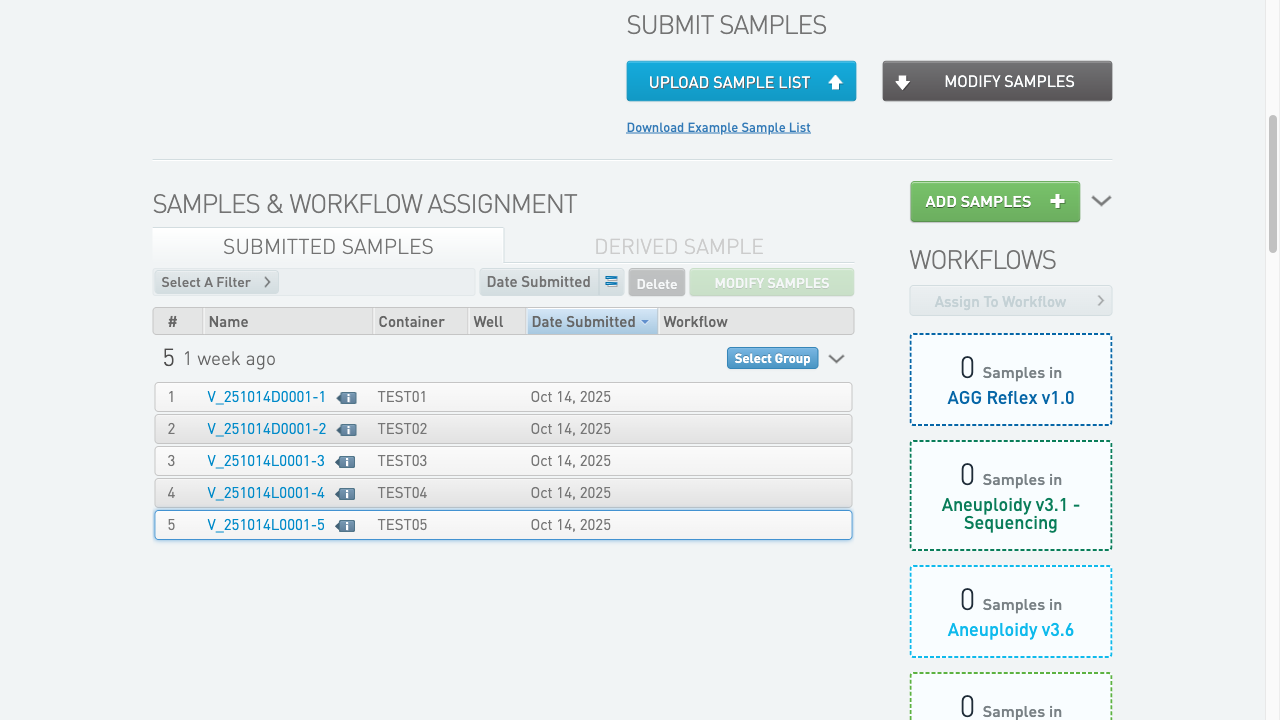 SUBMIT SAMPLES
UPLOAD SAMPLE LIST
MODIFY SAMPLES
Download Example Sample List
SAMPLES & WORKFLOW ASSIGNMENT
ADD SAMPLES
SUBMITTED SAMPLES
DERIVED SAMPLE
Select A Filter
Date Submitted
Delete
MODIFY SAMPLES
# Name Container Well Date Submitted Workflow
5 1 week ago
Select Group
1 V_251014D0001-1 TEST01 Oct 14, 2025
2 V_251014D0001-2 TEST02 Oct 14, 2025
3 V_251014L0001-3 TEST03 Oct 14, 2025
4 V_251014L0001-4 TEST04 Oct 14, 2025
5 V_251014L0001-5 TEST05 Oct 14, 2025
WORKFLOWS
Assign To Workflow
0 Samples in
AGG Reflex v1.0
0 Samples in
Aneuploidy v3.1 -
Sequencing
0 Samples in
Aneuploidy v3.6
0 Samples in